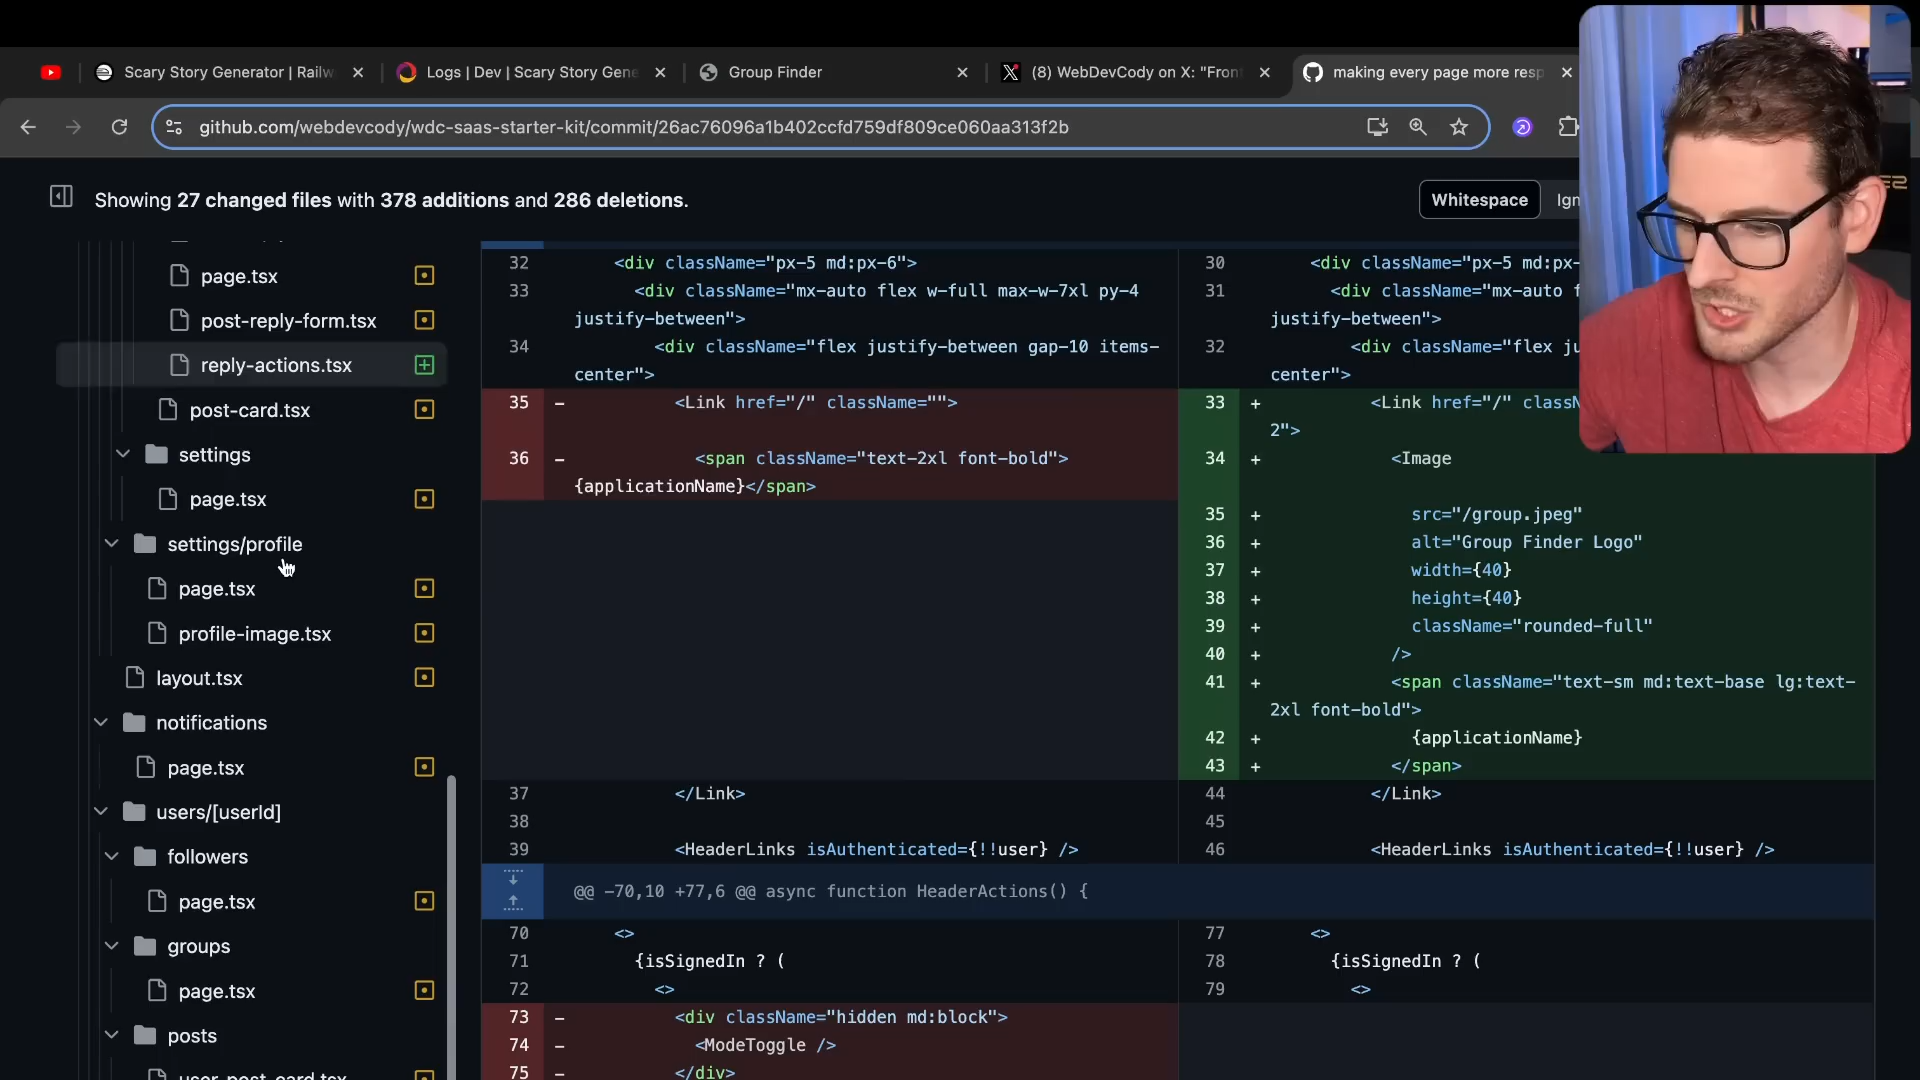 Scary Story Generator | Railw
Logs | Dev | Scary Story Gene
Group Finder
(8) WebDevCody on X: "Fron
making every page more resp
github.com/webdevcody/wdc-saas-starter-kit/commit/26ac76096a1b402ccfd759df809ce060aa313f2b
Showing 27 changed files with 378 additions and 286 deletions.
Whitespace
Ign
page.tsx
post-reply-form.tsx
reply-actions.tsx
post-card.tsx
settings
page.tsx
settings/profile
page.tsx
profile-image.tsx
layout.tsx
notifications
page.tsx
users/[userId]
followers
page.tsx
groups
page.tsx
posts
user-post-card.tsx
32 <div className="px-5 md:px-6">
33 <div className="mx-auto flex w-full max-w-7xl py-4
justify-between">
34 <div className="flex justify-between gap-10 items-
center">
35 - <Link href="/" className="">
36 - <span className="text-2xl font-bold">
{applicationName}</span>
37 </Link>
38
39 <HeaderLinks isAuthenticated={!!user} />
@@ -70,10 +77,6 @@ async function HeaderActions() {
70 <>
71 {isSignedIn ? (
72 <>
73 - <div className="hidden md:block">
74 - <ModeToggle />
75 - </div>
30 <div className="px-5 md:px-
31 <div className="mx-auto f
justify-between">
32 <div className="flex ju
center">
33 + <Link href="/" classN
2">
34 + <Image
35 + src="/group.jpeg"
36 + alt="Group Finder Logo"
37 + width={40}
38 + height={40}
39 + className="rounded-full"
40 + />
41 + <span className="text-sm md:text-base lg:text-
2xl font-bold">
42 + {applicationName}
43 + </span>
44 </Link>
45
46 <HeaderLinks isAuthenticated={!!user} />
77 <>
78 {isSignedIn ? (
79 <>